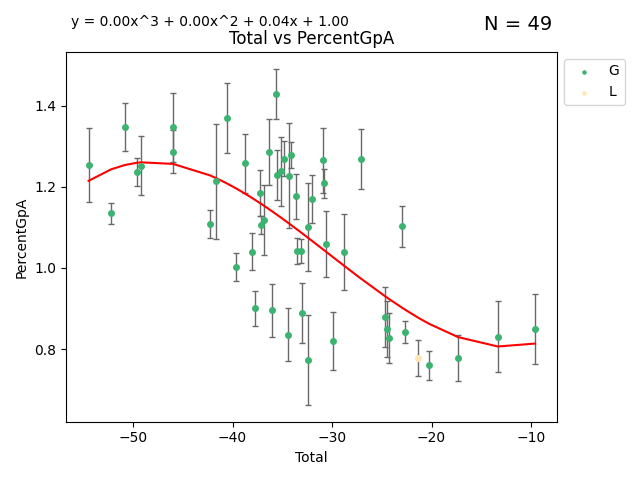 y = 0.00x^3 + 0.00x^2 + 0.04x + 1.00
N = 49
Total vs PercentGpA
G
L
PercentGpA
1.4
1.2
1.0
0.8
−50
−40
−30
−20
−10
Total